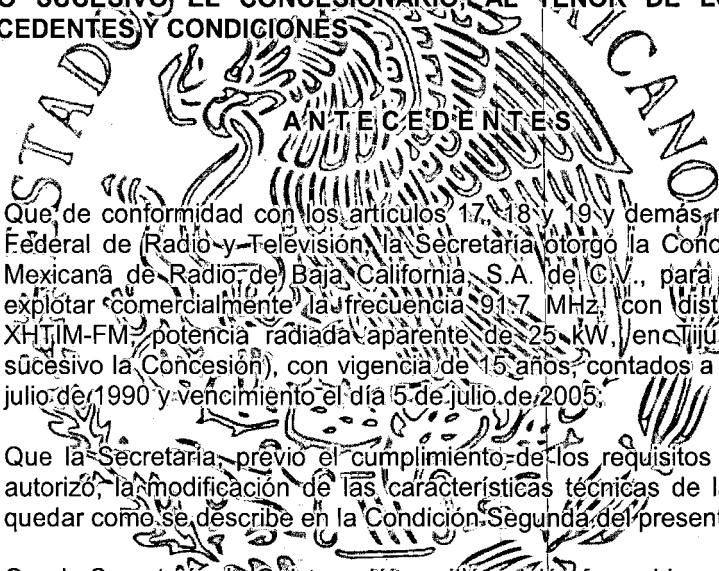 O SUCESIVO EL CONCESIONARIO, AL TENOR DE
CEDENTES Y CONDICIONES
ESTADOS
RICANO
ANTECEDENTES
Que de conformidad con los artículos 17, 18 y 19 y demás
Federal de Radio y Televisión, la Secretaría otorgó la
Mexicana de Radio de Baja California, S.A. de C.V., para
explotar comercialmente la frecuencia 91.7 MHz, con
XHTIM-FM, potencia radiada aparente de 25 kW, en
sucesivo la Concesión), con vigencia de 15 años, contados a
julio de 1990 y vencimiento el día 5 de julio de 2005;
Que la Secretaría previo el cumplimiento de los requisitos
autorizó, la modificación de las características técnicas de
quedar como se describe en la Condición Segunda del